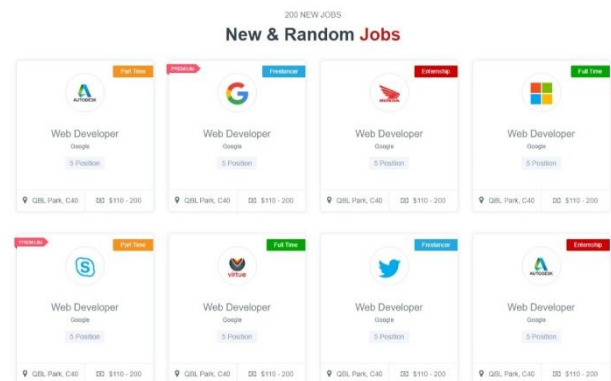 200 NEW JOBS
New & Random Jobs
Part Time
AUTODESK
Web Developer
Google
5 Position
QBL Park, C40 $110 - 200
PREMIUM
Freelancer
Web Developer
Google
5 Position
QBL Park, C40 $110 - 200
Enternship
HONDA
Web Developer
Google
5 Position
QBL Park, C40 $110 - 200
Full Time
Web Developer
Google
5 Position
QBL Park, C40 $110 - 200
PREMIUM
Part Time
Web Developer
Google
5 Position
QBL Park, C40 $110 - 200
Full Time
virtue
Web Developer
Google
5 Position
QBL Park, C40 $110 - 200
Freelancer
Web Developer
Google
5 Position
QBL Park, C40 $110 - 200
Enternship
AUTODESK
Web Developer
Google
5 Position
QBL Park, C40 $110 - 200